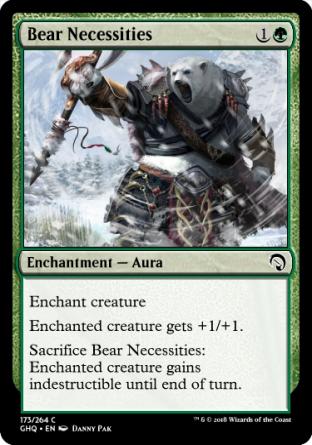 Bear Necessities 1
Enchantment — Aura
Enchant creature
Enchanted creature gets +1/+1.
Sacrifice Bear Necessities:
Enchanted creature gains
indestructible until end of turn.
173/264 C
GHQ • EN Danny Pak
™ & © 2018 Wizards of the Coast